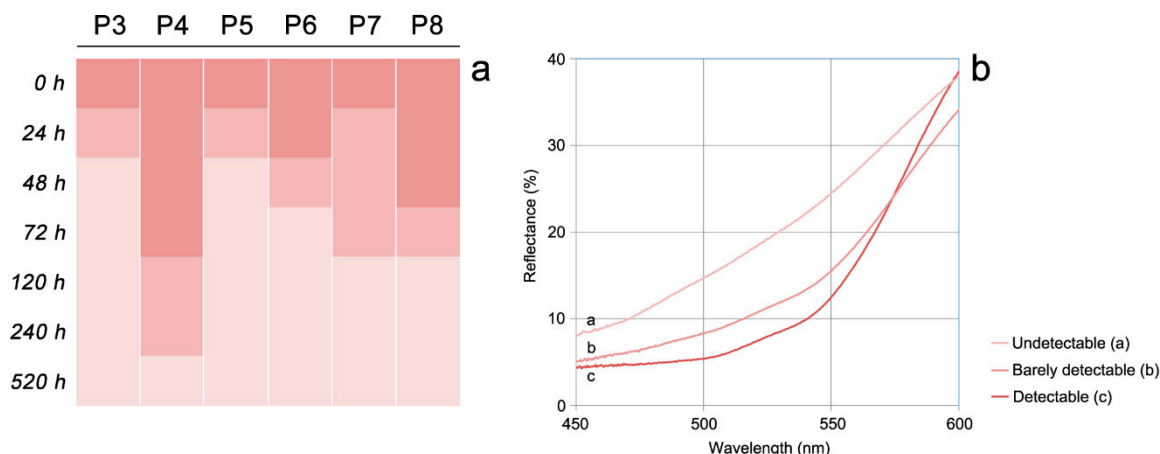 P3 P4 P5 P6 P7 P8
a
0 h
24 h
48 h
72 h
120 h
240 h
520 h
b
40
30
20
10
0
Reflectance (%)
a
b
c
450 500 550 600
Wavelength (nm)
Undetectable (a)
Barely detectable (b)
Detectable (c)